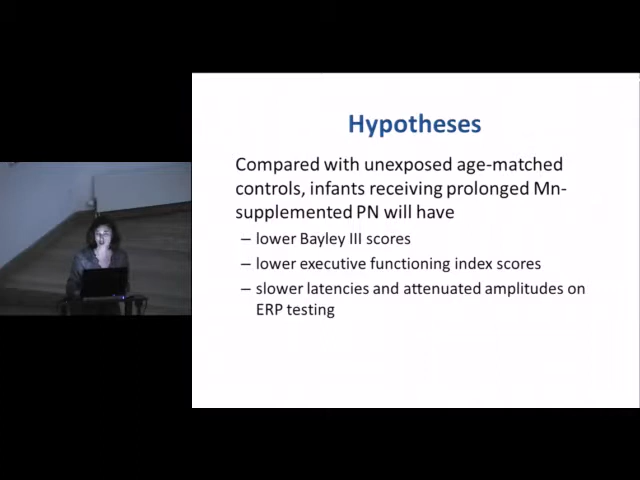 Hypotheses
Compared with unexposed age-matched
controls, infants receiving prolonged Mn-
supplemented PN will have
– lower Bayley III scores
– lower executive functioning index scores
– slower latencies and attenuated amplitudes on
ERP testing